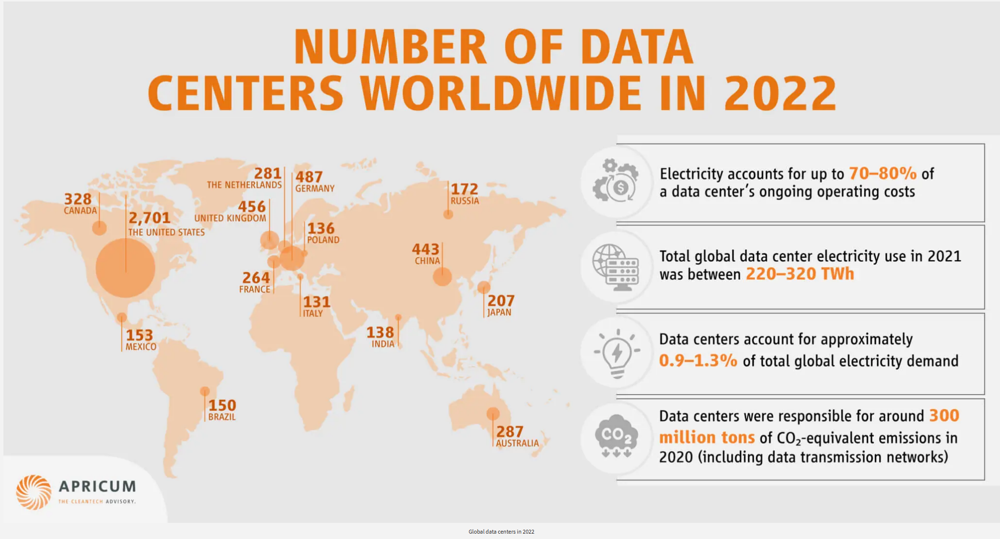 NUMBER OF DATA
CENTERS WORLDWIDE IN 2022
281
THE NETHERLANDS
487
GERMANY
172
RUSSIA
328
CANADA
2,701
THE UNITED STATES
456
UNITED KINGDOM
136
POLAND
443
CHINA
264
FRANCE
131
ITALY
207
JAPAN
153
MEXICO
138
INDIA
150
BRAZIL
287
AUSTRALIA
Electricity accounts for up to 70–80% of
a data center’s ongoing operating costs
Total global data center electricity use in 2021
was between 220–320 TWh
Data centers account for approximately
0.9–1.3% of total global electricity demand
CO₂
Data centers were responsible for around 300
million tons of CO₂-equivalent emissions in
2020 (including data transmission networks)
APRICUM
THE CLEANTECH ADVISORY.
Global data centers in 2022